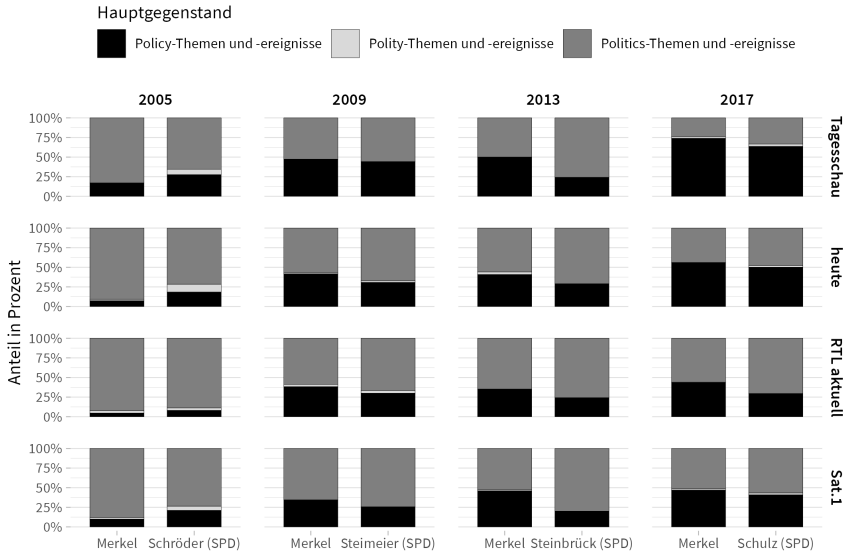 Hauptgegenstand
Policy-Themen und -ereignisse Polity-Themen und -ereignisse Politics-Themen und -ereignisse
2005 2009 2013 2017
100%
75%
50%
25%
0%
Tagesschau
100%
75%
50%
25%
0%
heute
Anteil in Prozent
100%
75%
50%
25%
0%
RTL aktuell
100%
75%
50%
25%
0%
Sat.1
Merkel Schröder (SPD) Merkel Steimeier (SPD) Merkel Steinbrück (SPD) Merkel Schulz (SPD)